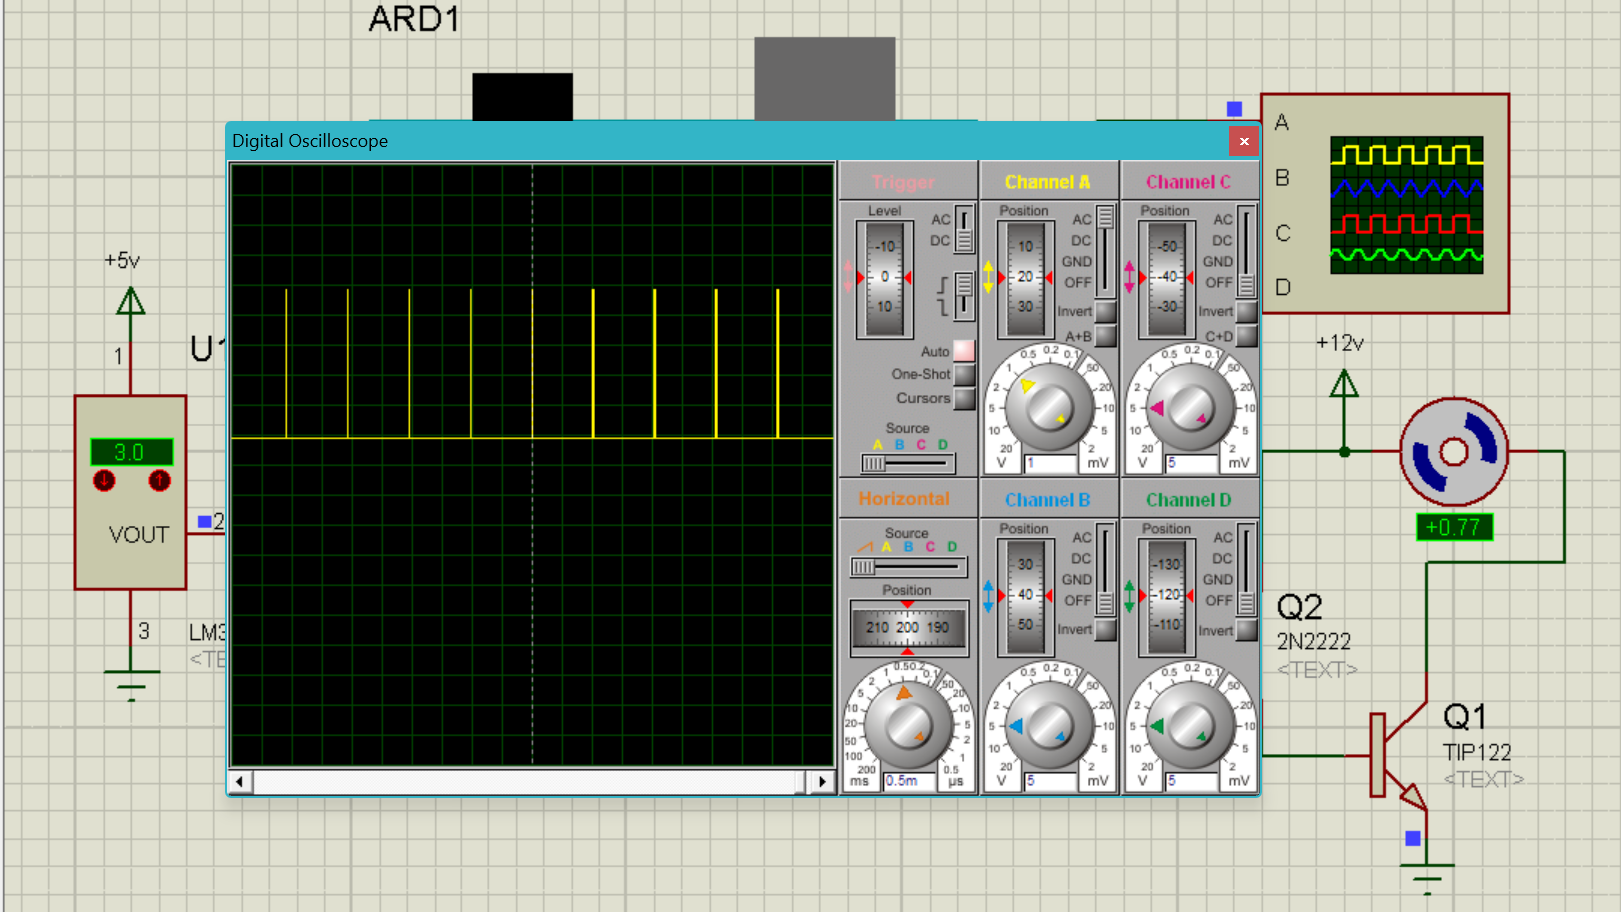 ARD1
Digital Oscilloscope
Trigger
Level
AC
DC
-10
0
10
Auto
One-Shot
Cursors
Source
A B C D
Channel A
Position
AC
DC
GND
OFF
10
20
30
Invert
A+B
20 10 5 2 1 0.5 0.2 0.1 50 20 10 5 2
V 1 mV
Channel C
Position
AC
DC
GND
OFF
-50
-40
-30
Invert
C+D
20 10 5 2 1 0.5 0.2 0.1 50 20 10 5 2
V 5 mV
Horizontal
Source
A B C D
Position
210 200 190
200 100 50 20 10 5 2 1 0.5 0.2 0.1 50 20 10 5 2 1 0.5
ms 0.5m µs
Channel B
Position
AC
DC
GND
OFF
30
40
50
Invert
20 10 5 2 1 0.5 0.2 0.1 50 20 10 5 2
V 5 mV
Channel D
Position
AC
DC
GND
OFF
-130
-120
-110
Invert
20 10 5 2 1 0.5 0.2 0.1 50 20 10 5 2
V 5 mV
A
B
C
D
+5v
1
U1
3.0
VOUT
2
3
LM3
<TE
+12v
+0.77
Q2
2N2222
<TEXT>
Q1
TIP122
<TEXT>